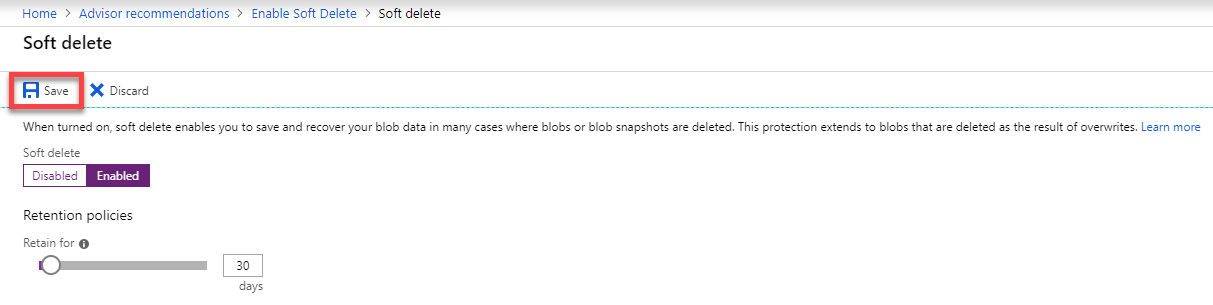 Home > Advisor recommendations > Enable Soft Delete > Soft delete
Soft delete
Save Discard
When turned on, soft delete enables you to save and recover your blob data in many cases where blobs or blob snapshots are deleted. This protection extends to blobs that are deleted as the result of overwrites. Learn more
Soft delete
Disabled Enabled
Retention policies
Retain for
30
days